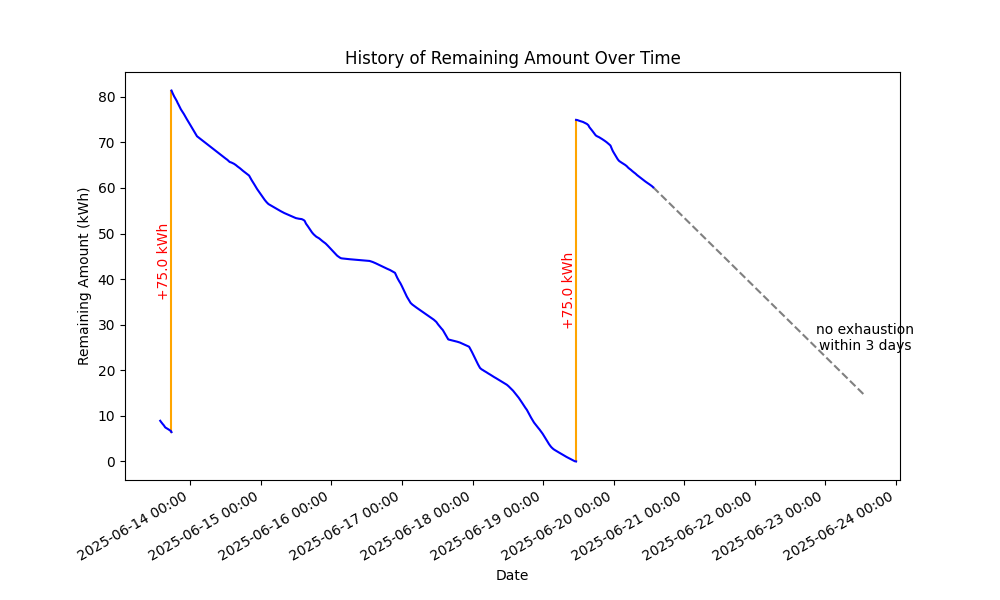 History of Remaining Amount Over Time
Remaining Amount (kWh)
80
70
60
50
40
30
20
10
0
+75.0 kWh
+75.0 kWh
no exhaustion
within 3 days
2025-06-14 00:00
2025-06-15 00:00
2025-06-16 00:00
2025-06-17 00:00
2025-06-18 00:00
2025-06-19 00:00
2025-06-20 00:00
2025-06-21 00:00
2025-06-22 00:00
2025-06-23 00:00
2025-06-24 00:00
Date